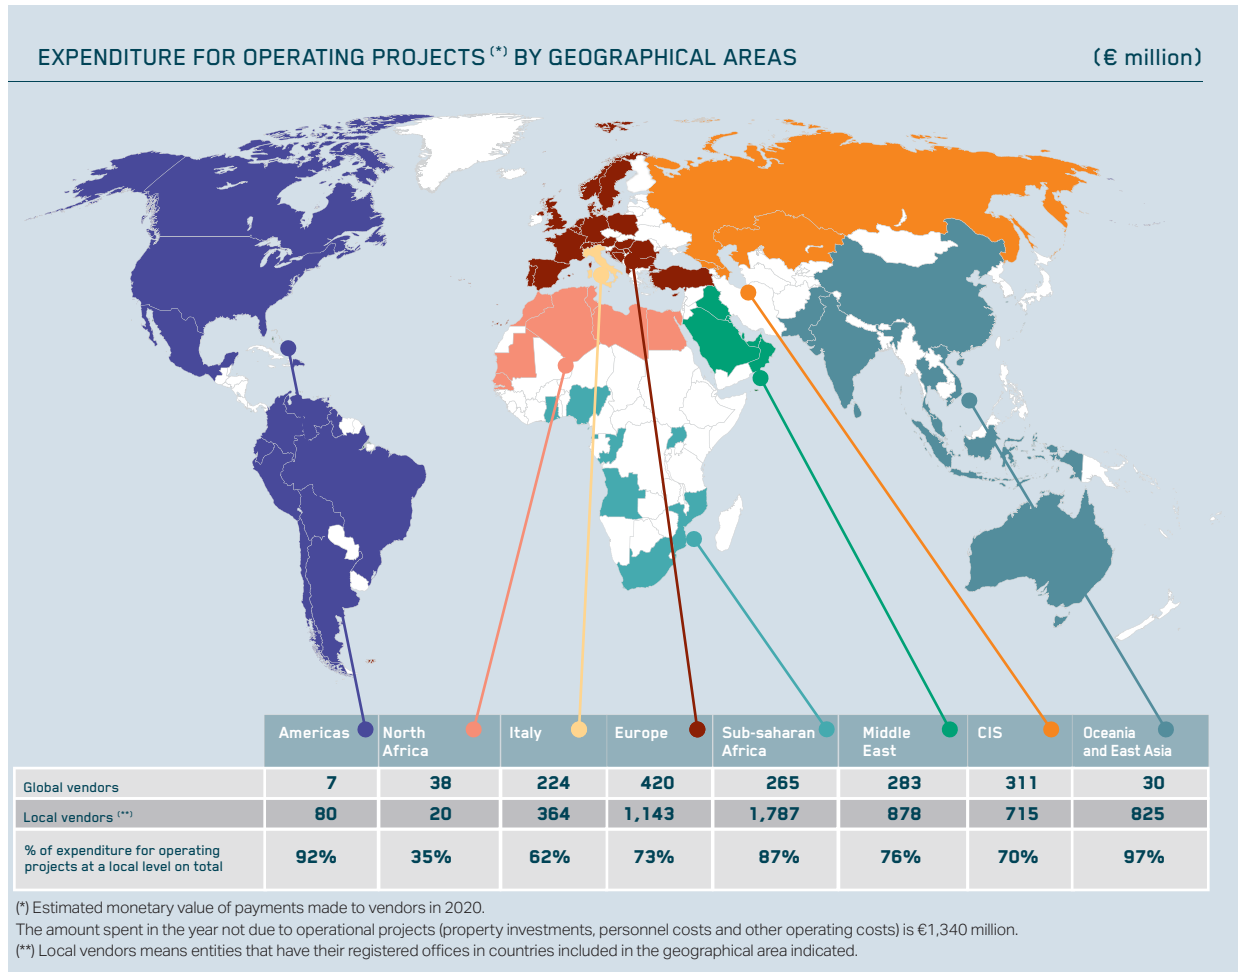 EXPENDITURE FOR OPERATING PROJECTS (*) BY GEOGRAPHICAL AREAS (€ million)
Americas North Africa Italy Europe Sub-saharan Africa Middle East CIS Oceania and East Asia
Global vendors 7 38 224 420 265 283 311 30
Local vendors (**) 80 20 364 1,143 1,787 878 715 825
% of expenditure for operating projects at a local level on total 92% 35% 62% 73% 87% 76% 70% 97%
(*) Estimated monetary value of payments made to vendors in 2020.
The amount spent in the year not due to operational projects (property investments, personnel costs and other operating costs) is €1,340 million.
(**) Local vendors means entities that have their registered offices in countries included in the geographical area indicated.